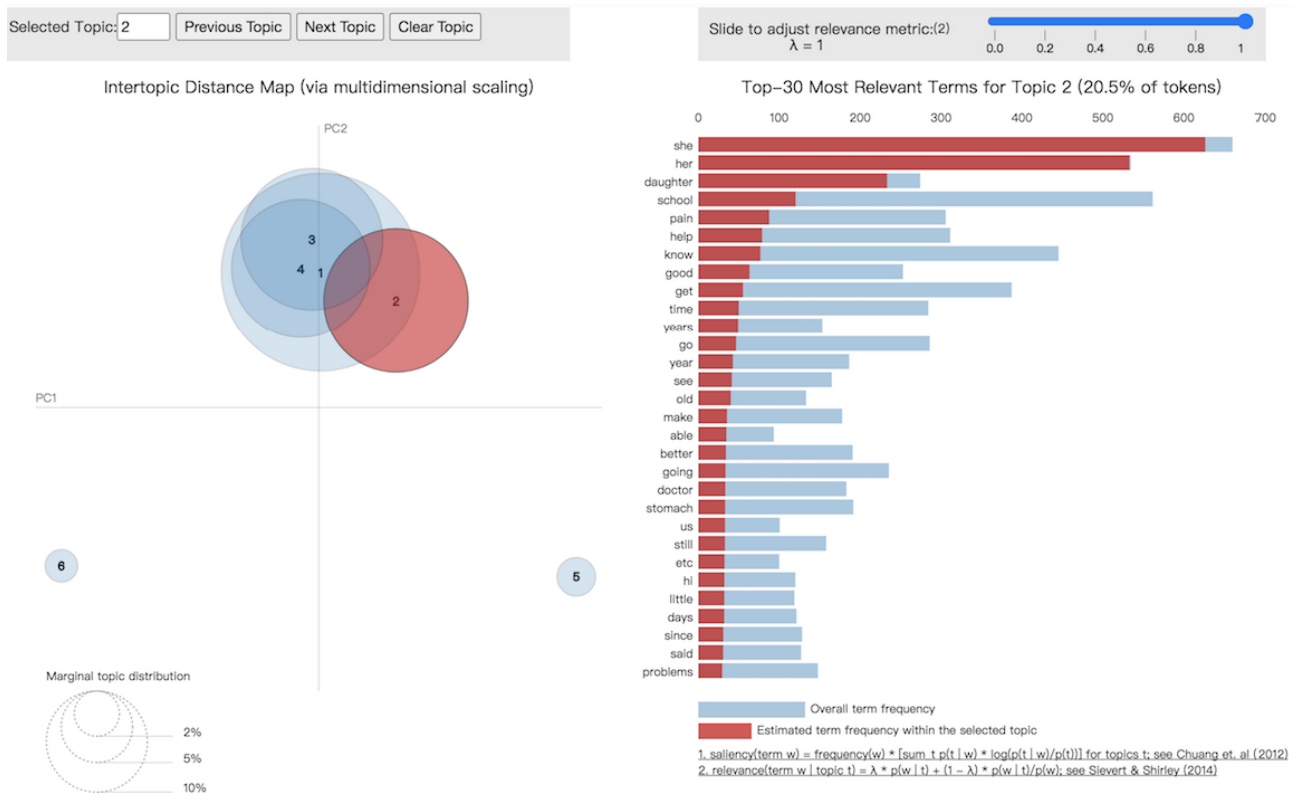 Selected Topic: 2 Previous Topic Next Topic Clear Topic
Slide to adjust relevance metric:(2)
λ = 1
0.0 0.2 0.4 0.6 0.8 1
Intertopic Distance Map (via multidimensional scaling)
PC2
PC1
3
4
1
2
6
5
Marginal topic distribution
2%
5%
10%
Top-30 Most Relevant Terms for Topic 2 (20.5% of tokens)
0 100 200 300 400 500 600 700
she
her
daughter
school
pain
help
know
good
get
time
years
go
year
see
old
make
able
better
going
doctor
stomach
us
still
etc
hi
little
days
since
said
problems
Overall term frequency
Estimated term frequency within the selected topic
1. saliency(term w) = frequency(w) * [sum_t p(t | w) * log(p(t | w)/p(t))] for topics t; see Chuang et. al (2012)
2. relevance(term w | topic t) = λ * p(w | t) + (1 - λ) * p(w | t)/p(w); see Sievert & Shirley (2014)